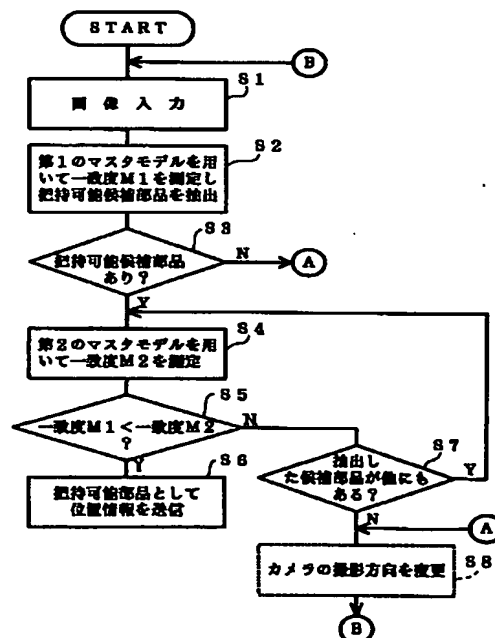 START
B
S1
画像入力
S2
第1のマスタモデルを用
いて一致度M1を測定し
把持可能候補部品を抽出
S3
把持可能候補部品
あり?
N
A
Y
S4
第2のマスタモデルを用
いて一致度M2を測定
S5
一致度M1<一致度M2
?
N
Y
S6
把持可能部品として
位置情報を送信
S7
抽出し
た候補部品が他にも
ある?
Y
N
A
S8
カメラの撮影方向を変更
B